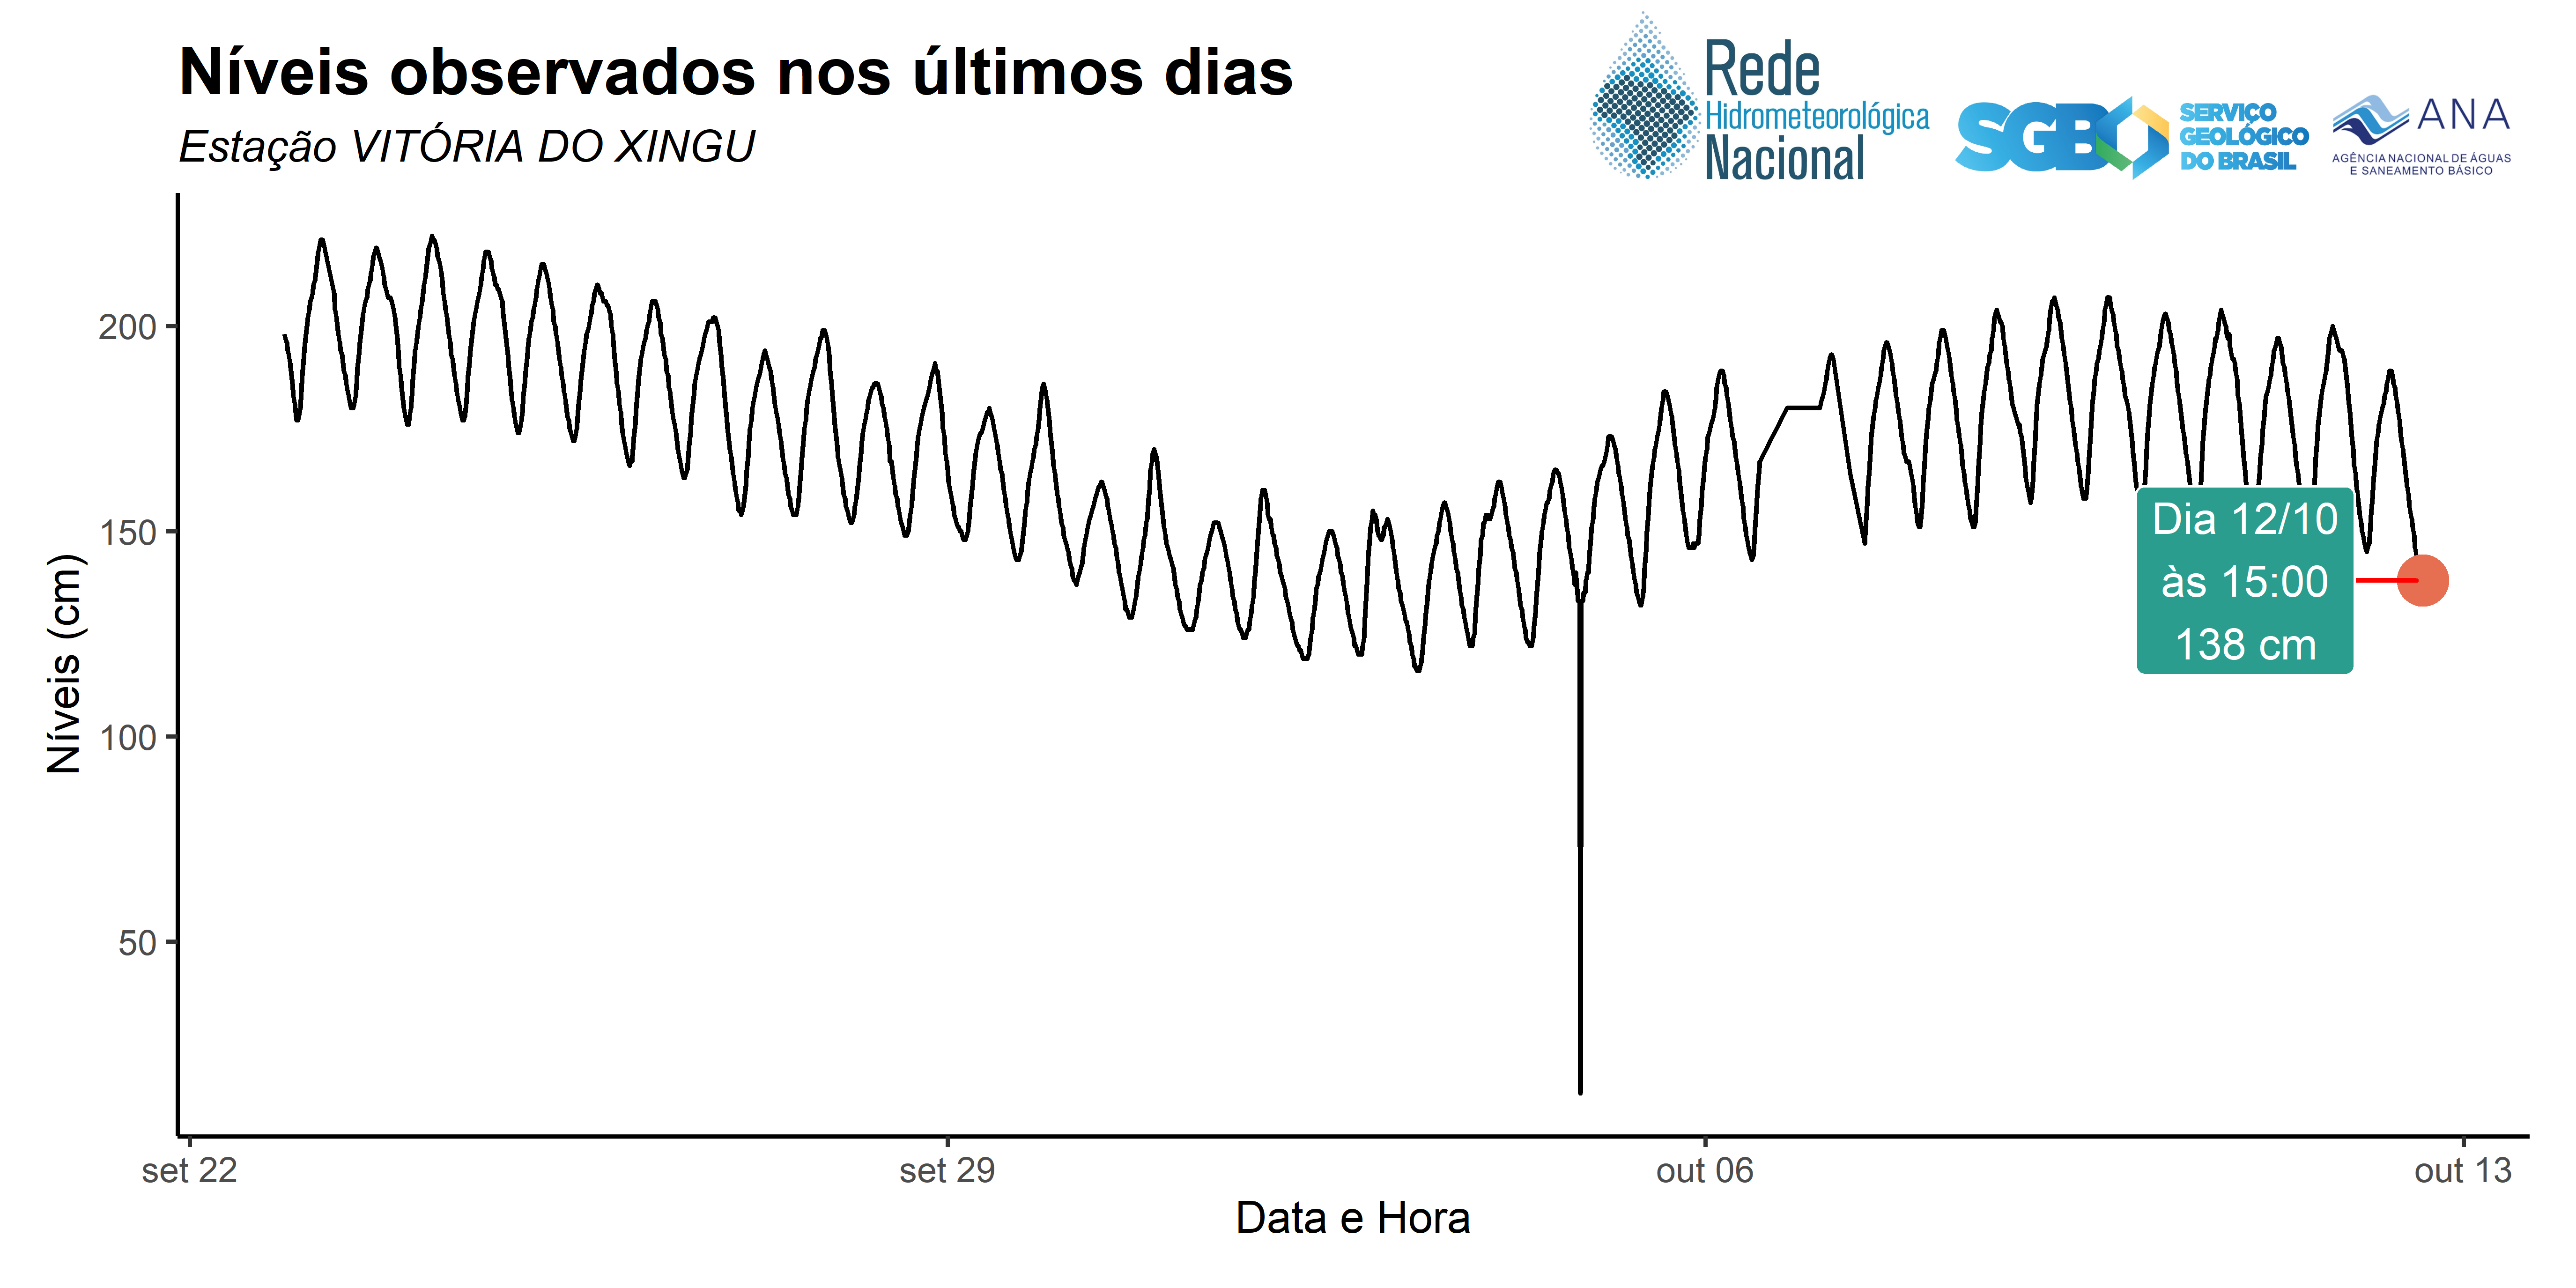 Níveis observados nos últimos dias
Estação VITÓRIA DO XINGU
Rede
Hidrometeorológica
Nacional
SGB
SERVIÇO
GEOLÓGICO
DO BRASIL
ANA
AGÊNCIA NACIONAL DE ÁGUAS
E SANEAMENTO BÁSICO
Níveis (cm)
200
150
100
50
Dia 12/10
às 15:00
138 cm
set 22
set 29
out 06
out 13
Data e Hora